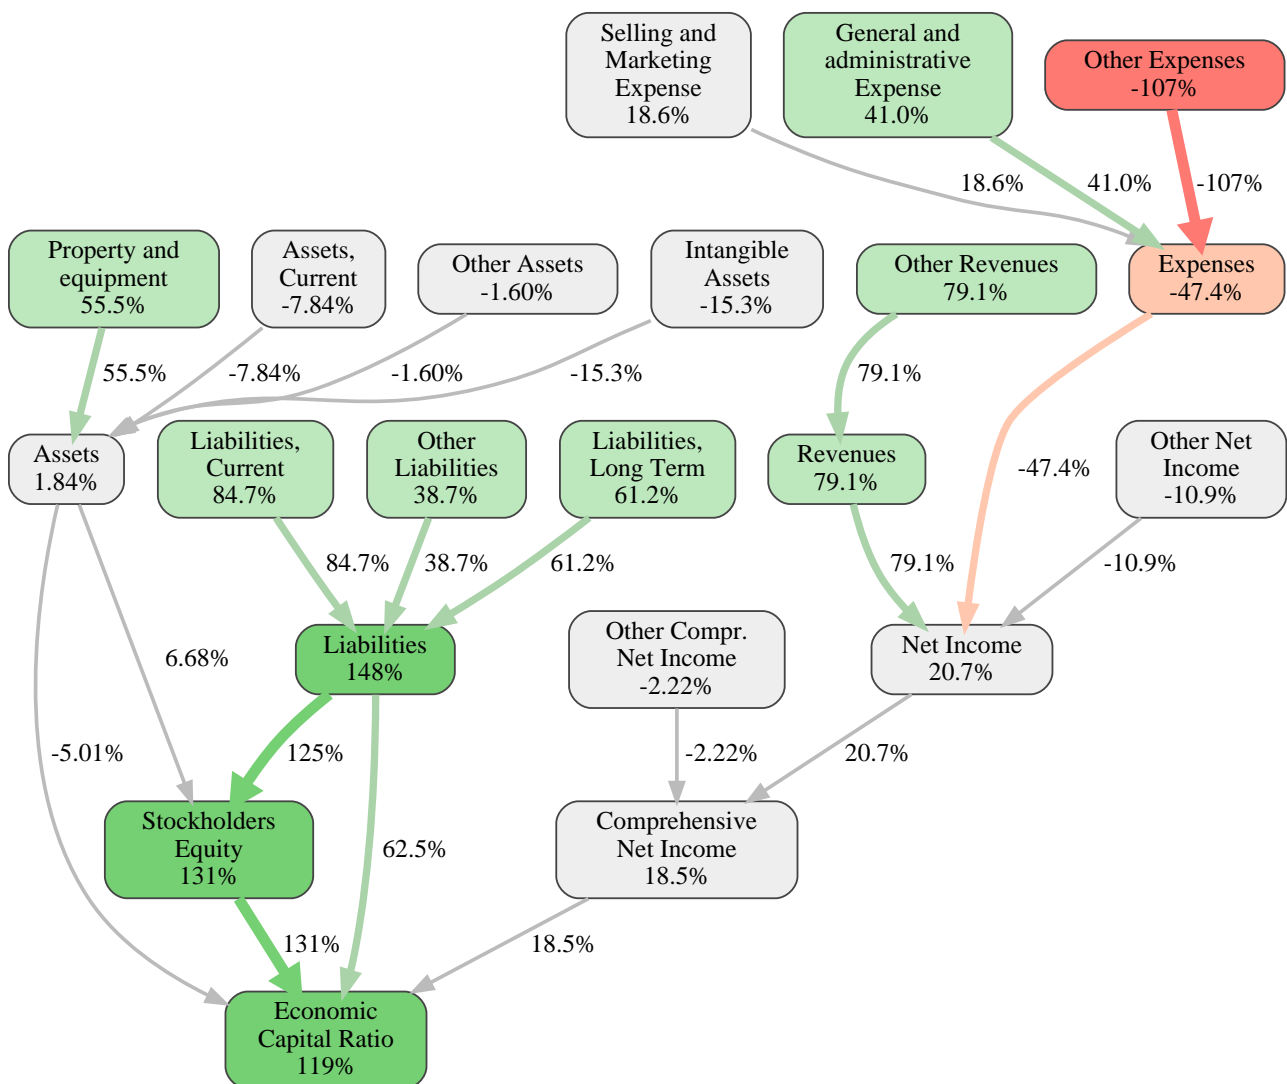 Selling and
Marketing
Expense
18.6%
General and
administrative
Expense
41.0%
Other Expenses
-107%
18.6%
41.0%
-107%
Property and
equipment
55.5%
Assets,
Current
-7.84%
Other Assets
-1.60%
Intangible
Assets
-15.3%
Other Revenues
79.1%
Expenses
-47.4%
55.5%
-7.84%
-1.60%
-15.3%
79.1%
-47.4%
Assets
1.84%
Liabilities,
Current
84.7%
Other
Liabilities
38.7%
Liabilities,
Long Term
61.2%
Revenues
79.1%
Other Net
Income
-10.9%
84.7%
38.7%
61.2%
79.1%
-10.9%
6.68%
Liabilities
148%
Other Compr.
Net Income
-2.22%
Net Income
20.7%
-5.01%
125%
-2.22%
20.7%
Stockholders
Equity
131%
62.5%
Comprehensive
Net Income
18.5%
131%
18.5%
Economic
Capital Ratio
119%